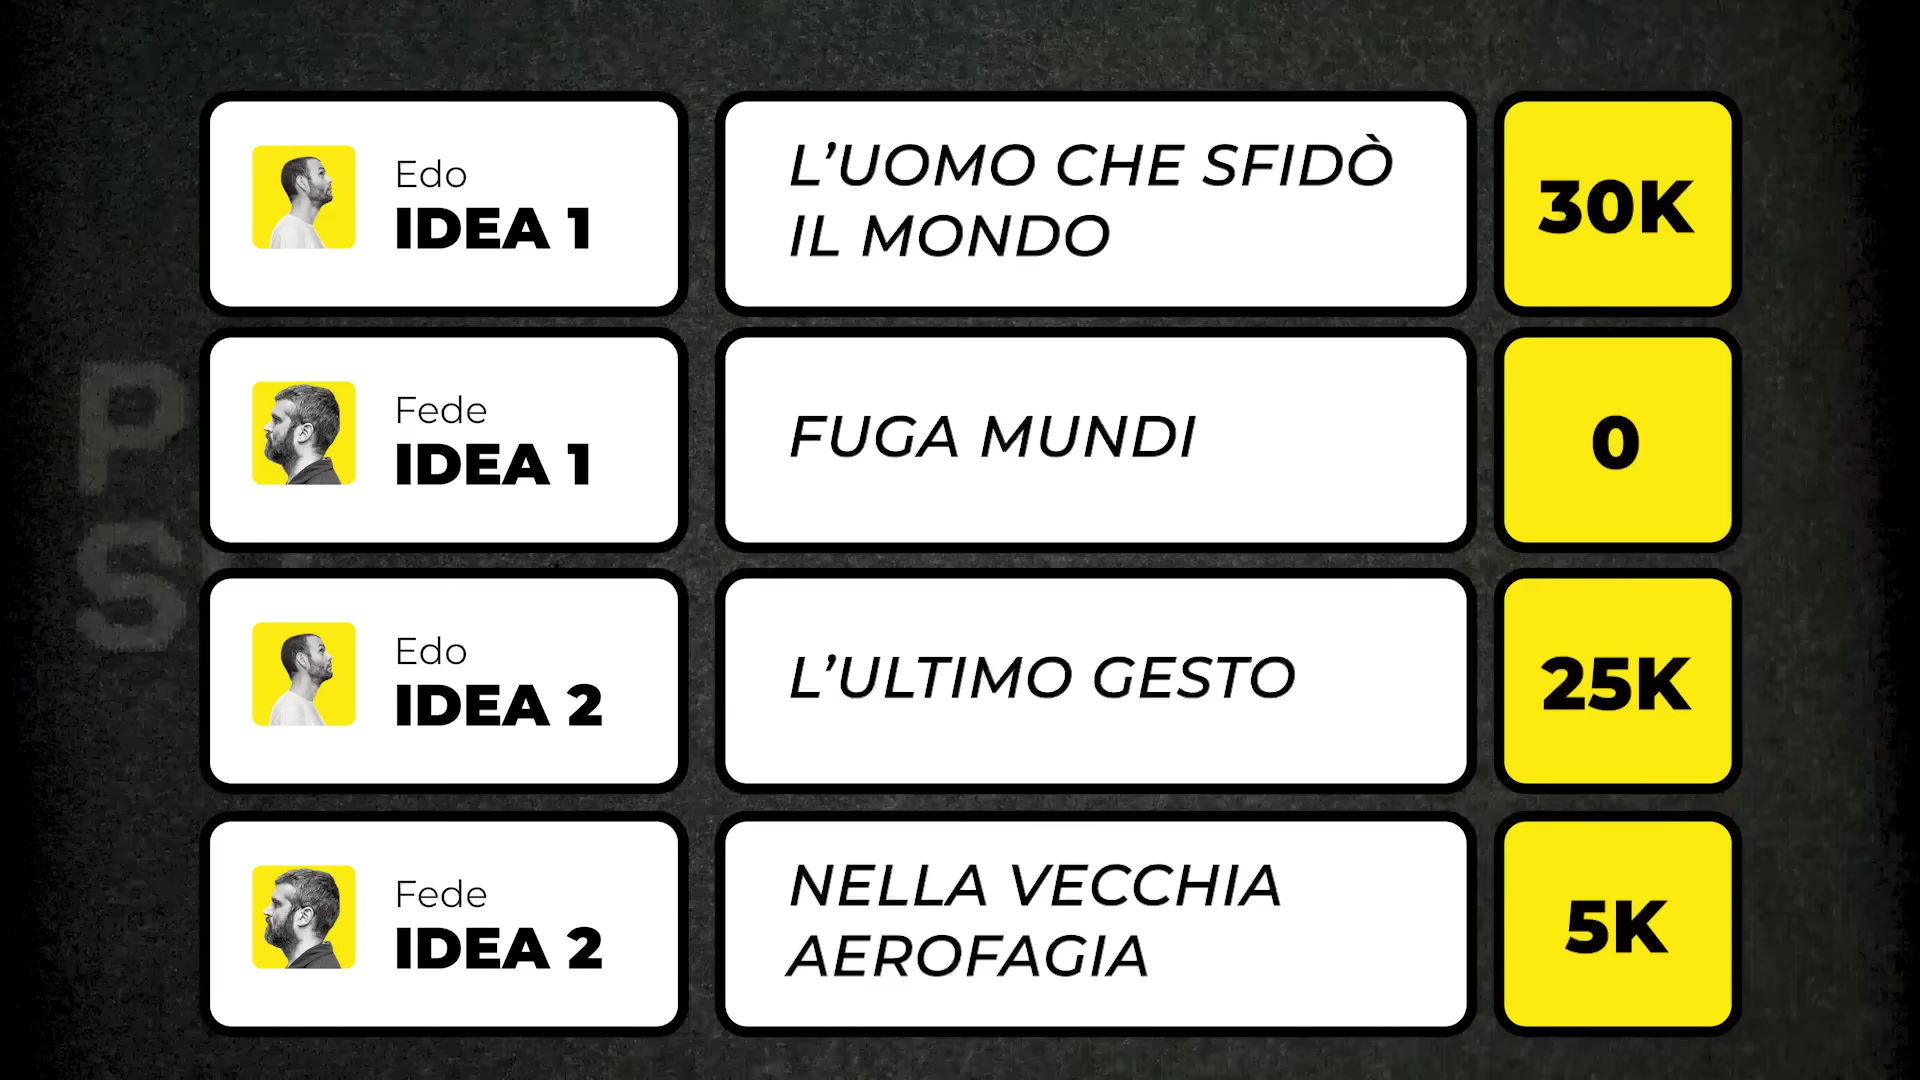 Edo
IDEA 1
L’UOMO CHE SFIDÒ
IL MONDO
30K
Fede
IDEA 1
FUGA MUNDI
0
Edo
IDEA 2
L’ULTIMO GESTO
25K
Fede
IDEA 2
NELLA VECCHIA
AEROFAGIA
5K
P
S